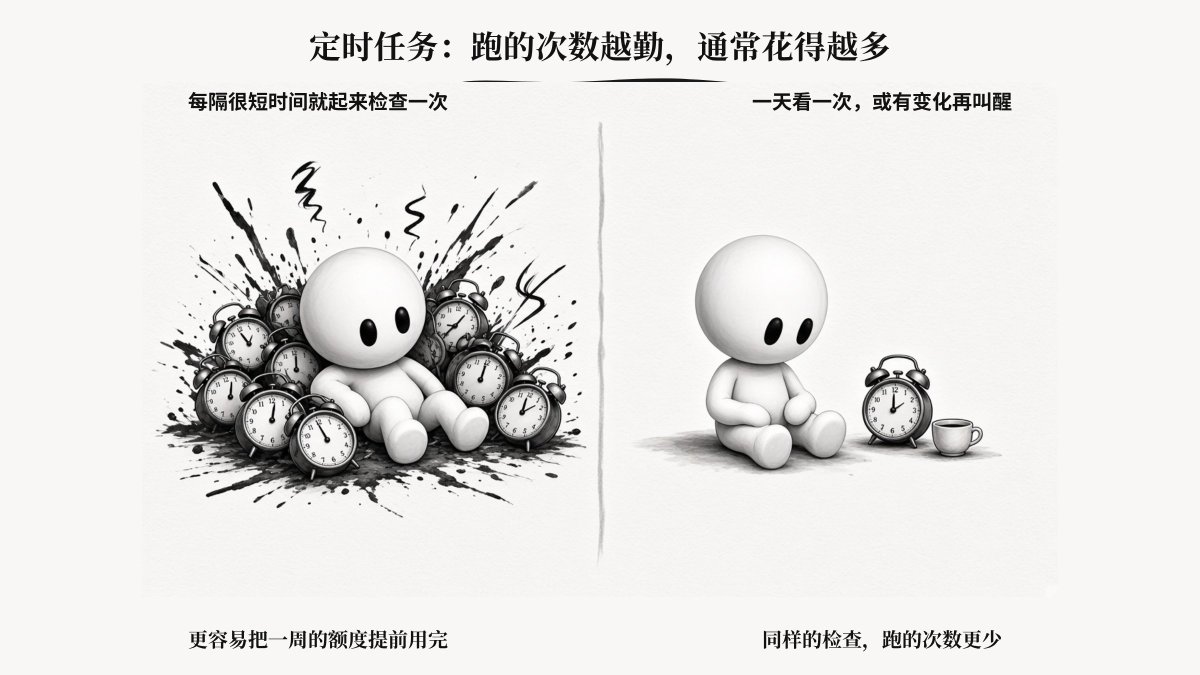 定时任务：跑的次数越勤，通常花得越多
每隔很短时间就起来检查一次
一天看一次，或有变化再叫醒
更容易把一周的额度提前用完
同样的检查，跑的次数更少